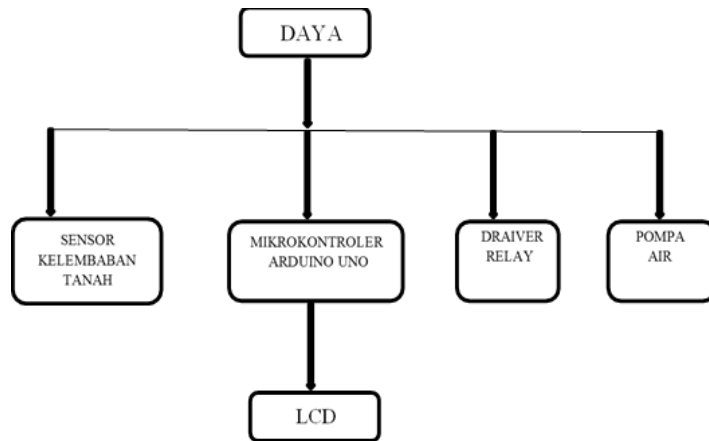 DAYA
SENSOR
KELEMBABAN
TANAH
MIKROKONTROLER
ARDUINO UNO
DRAIVER
RELAY
POMPA
AIR
LCD